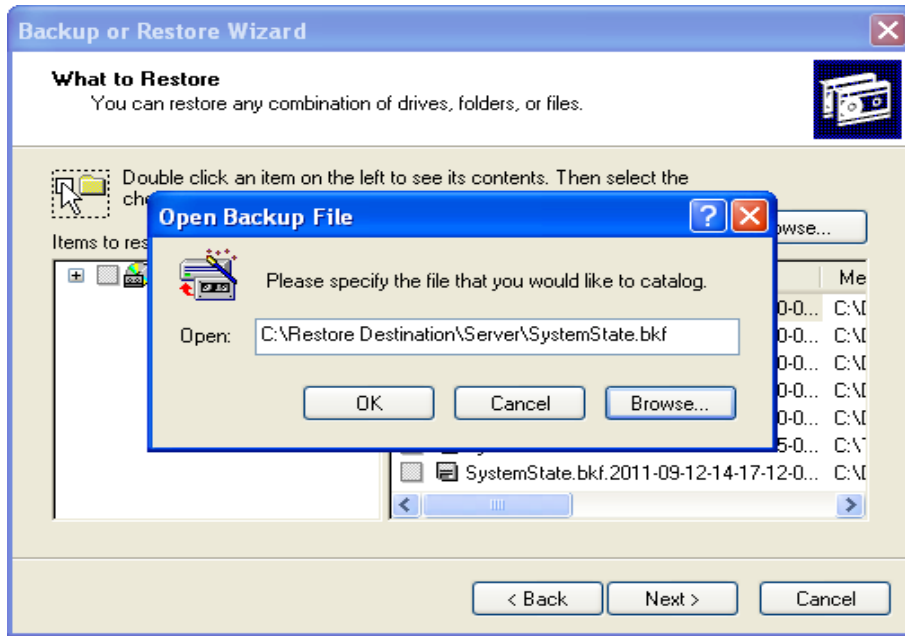 Backup or Restore Wizard
What to Restore
You can restore any combination of drives, folders, or files.
Double click an item on the left to see its contents. Then select the
Open Backup File
Items to
Please specify the file that you would like to catalog.
Me
Open: C:\Restore Destination\Server\SystemState.bkf
OK Cancel Browse...
SystemState.bkf.2011-09-12-14-17-12-0...
< Back Next > Cancel